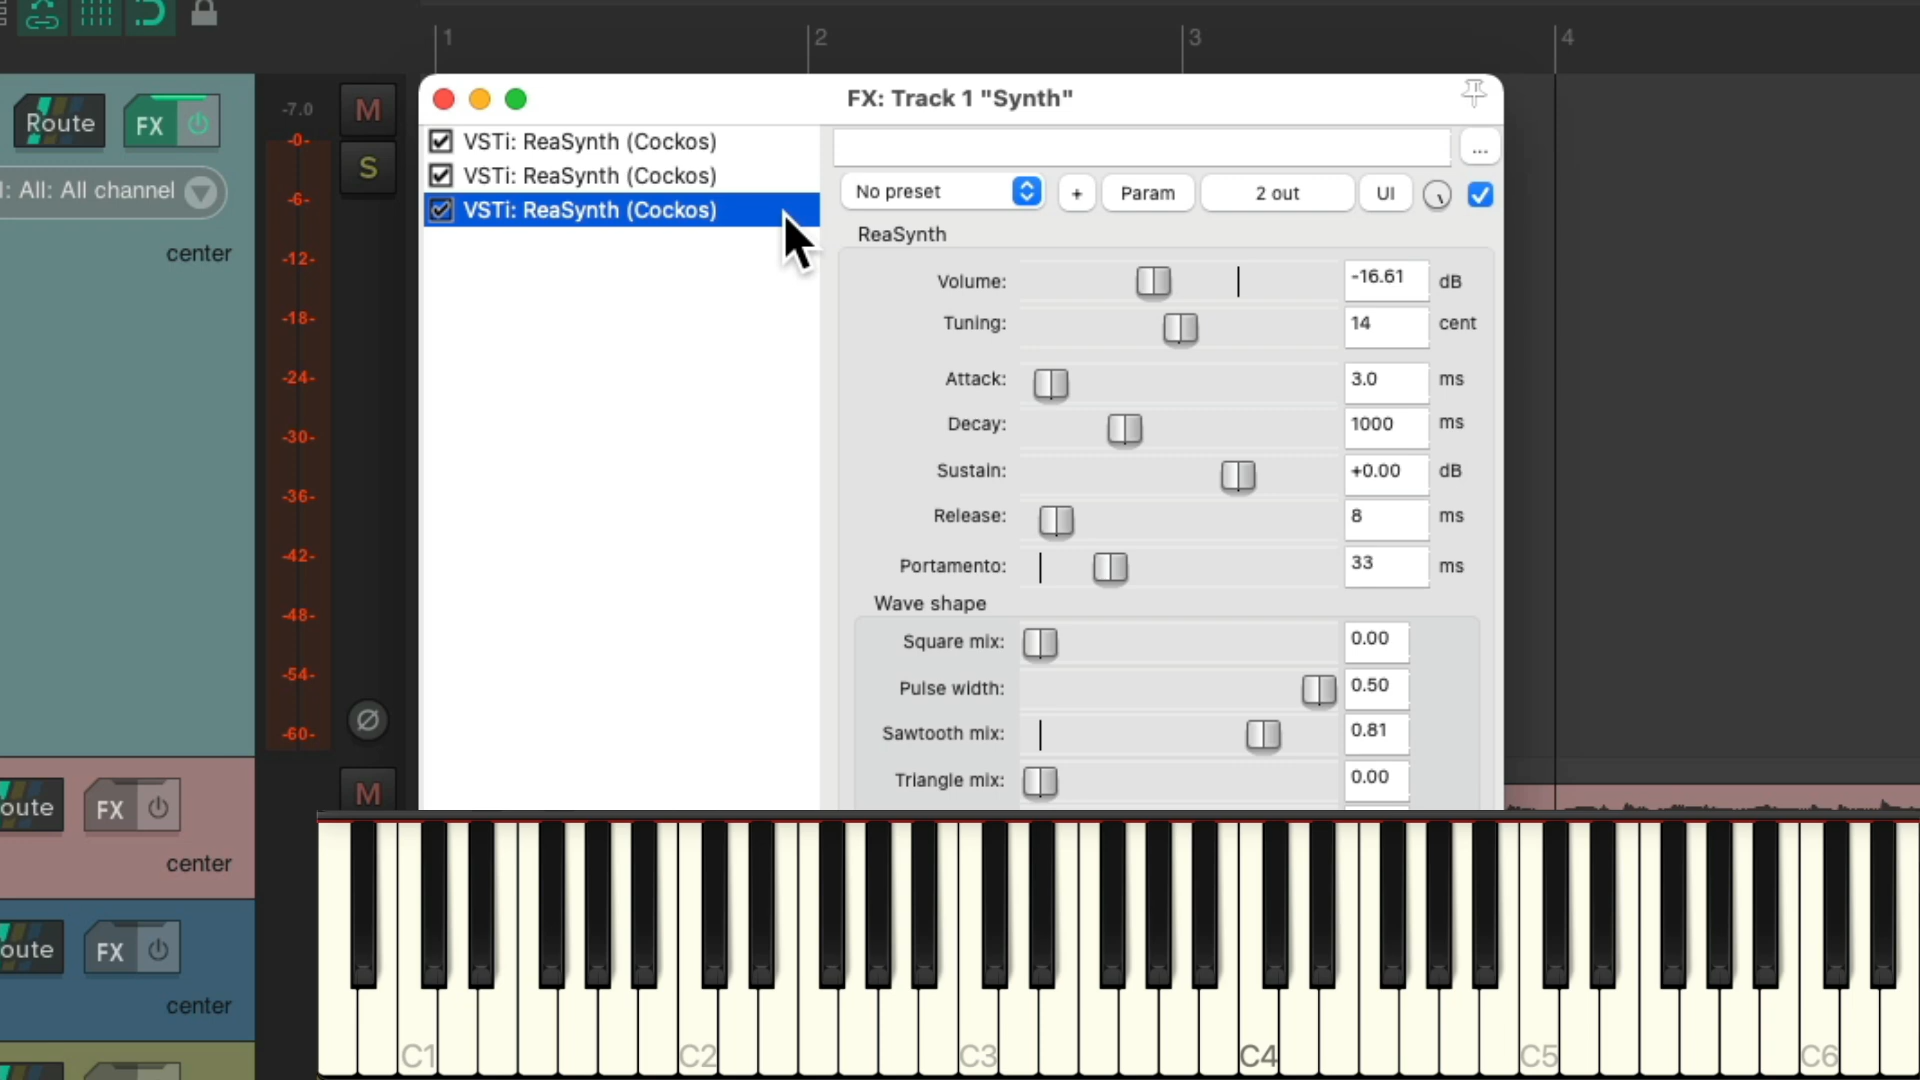 1 2 3 4
FX: Track 1 "Synth"
Route FX
-7.0 M
-0-
S
: All: All channel
center
-6-
-12-
-18-
-24-
-30-
-36-
-42-
-48-
-54-
-60-
VSTi: ReaSynth (Cockos)
VSTi: ReaSynth (Cockos)
VSTi: ReaSynth (Cockos)
...
No preset + Param 2 out UI
ReaSynth
Volume: -16.61 dB
Tuning: 14 cent
Attack: 3.0 ms
Decay: 1000 ms
Sustain: +0.00 dB
Release: 8 ms
Portamento: 33 ms
Wave shape
Square mix: 0.00
Pulse width: 0.50
Sawtooth mix: 0.81
Triangle mix: 0.00
oute FX M
center
oute FX
center
C1 C2 C3 C4 C5 C6